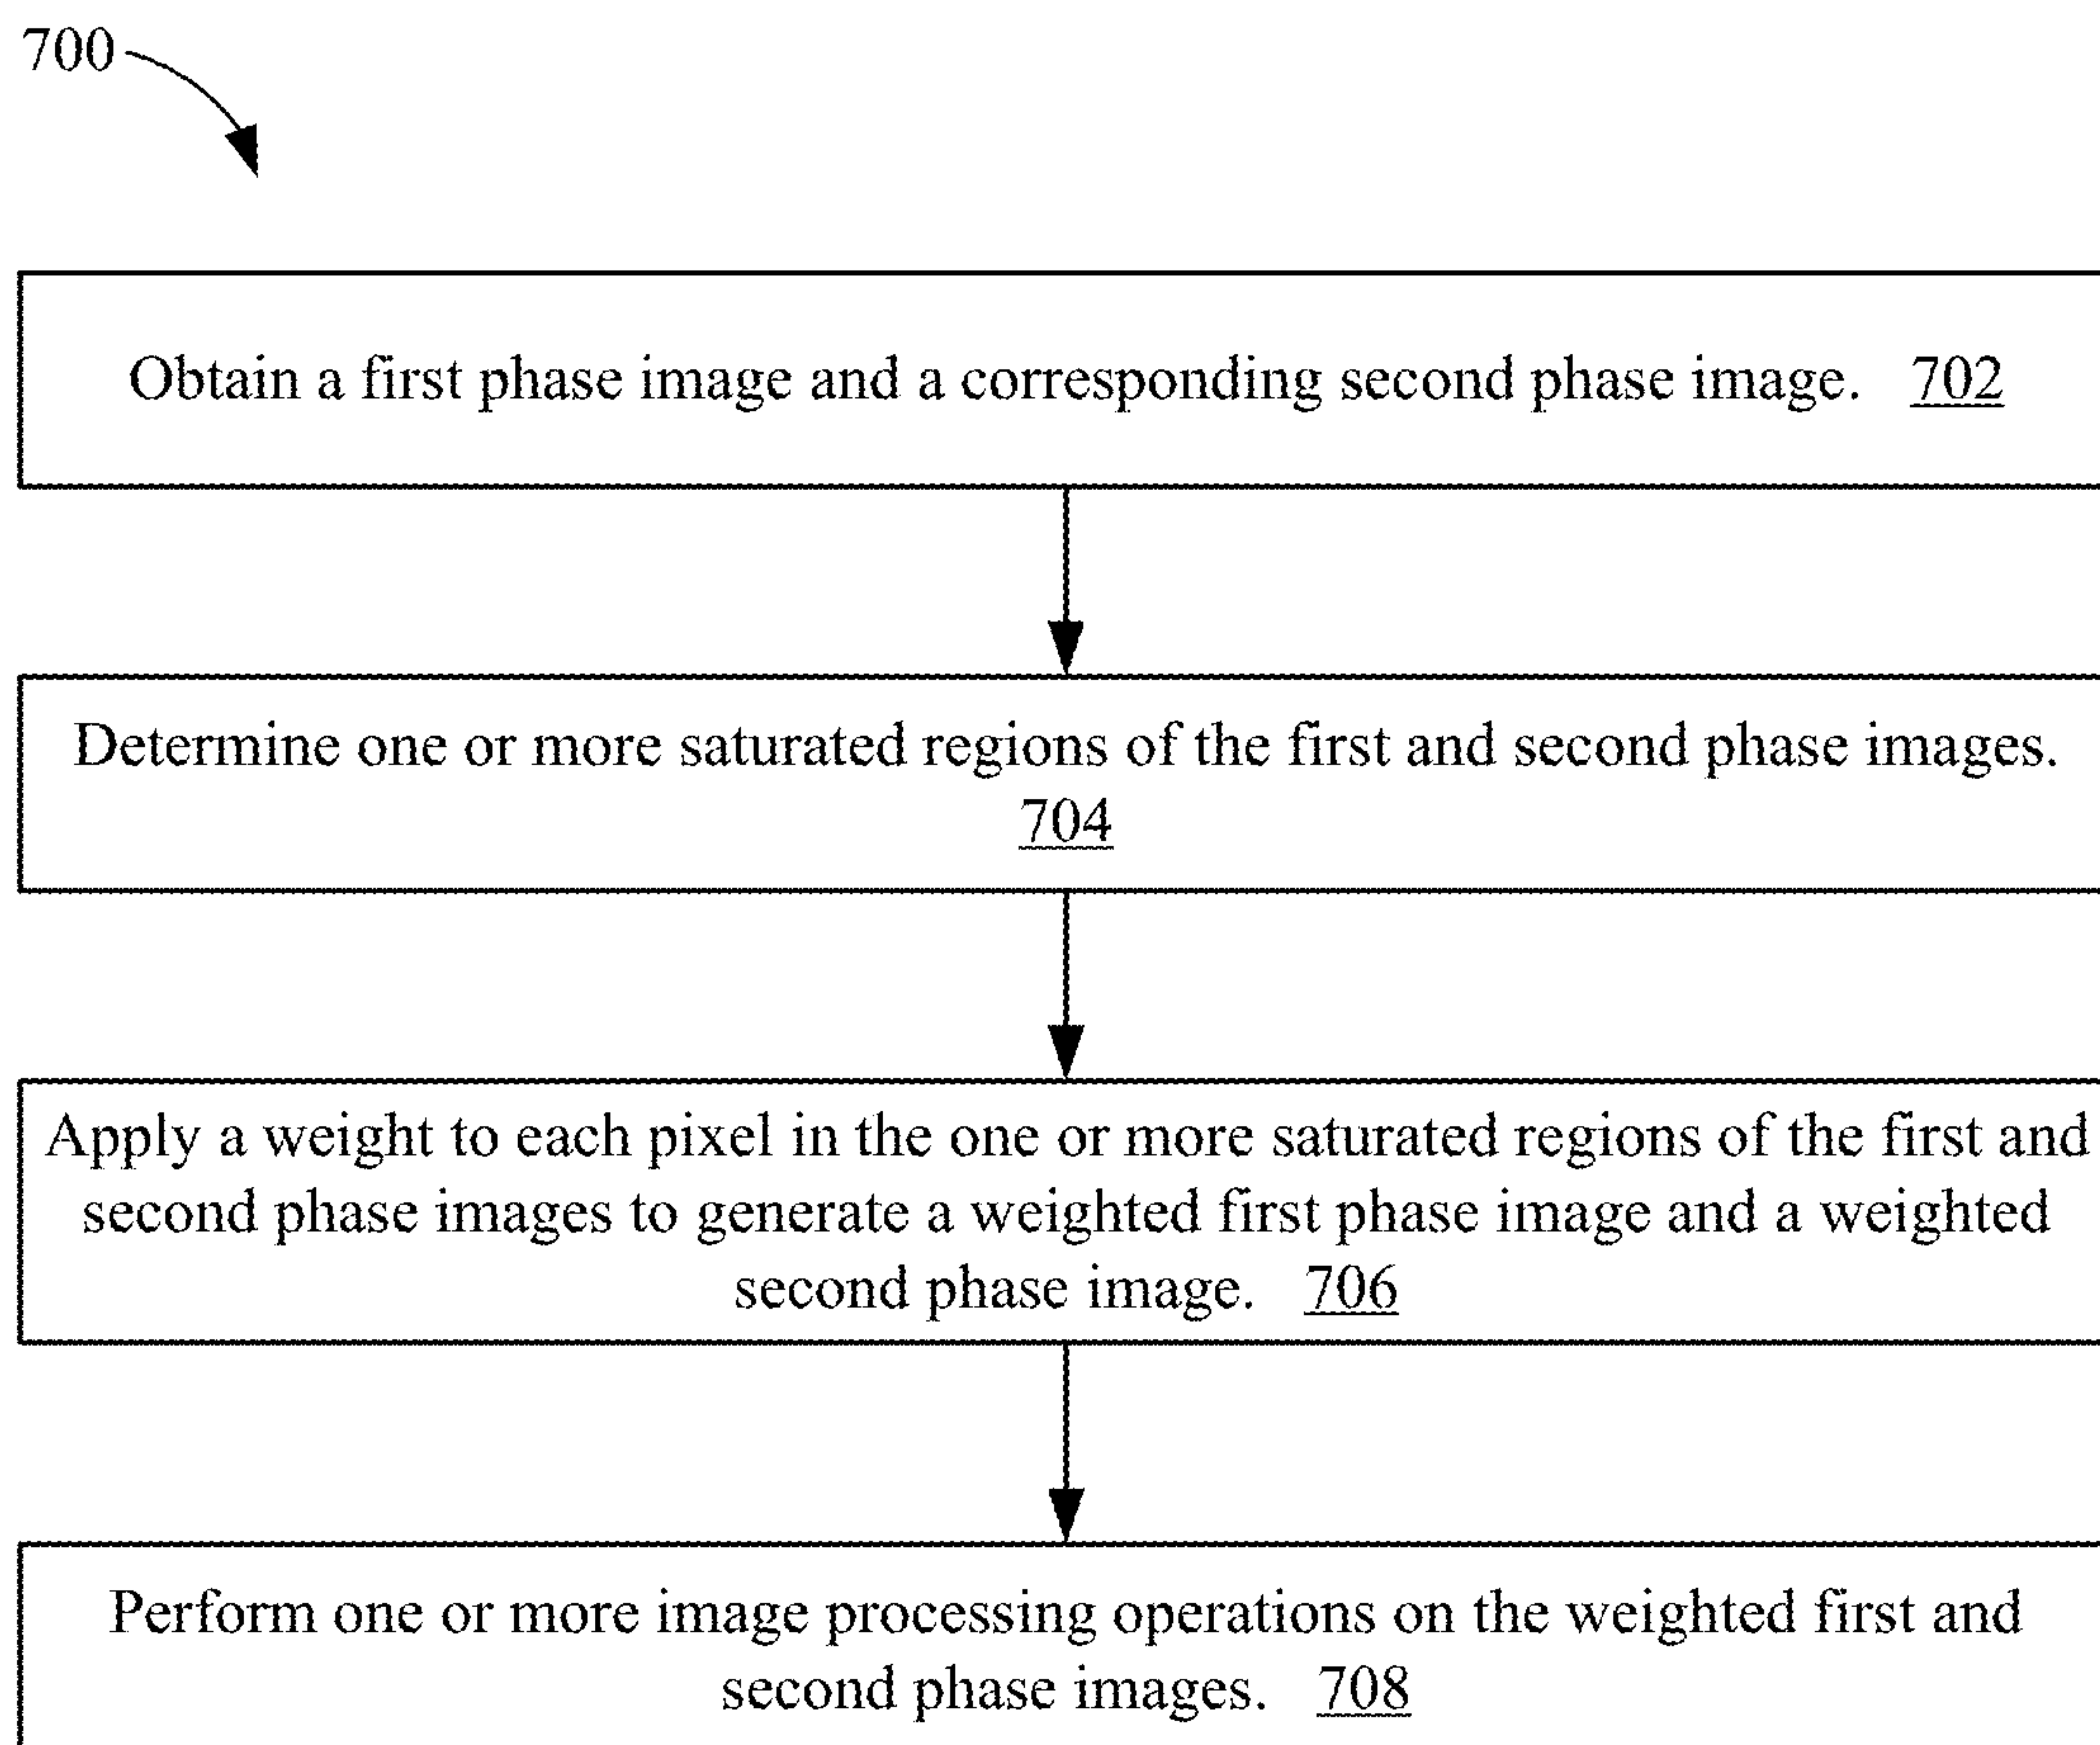 700
Obtain a first phase image and a corresponding second phase image. 702
Determine one or more saturated regions of the first and second phase images.
704
Apply a weight to each pixel in the one or more saturated regions of the first and
second phase images to generate a weighted first phase image and a weighted
second phase image. 706
Perform one or more image processing operations on the weighted first and
second phase images. 708